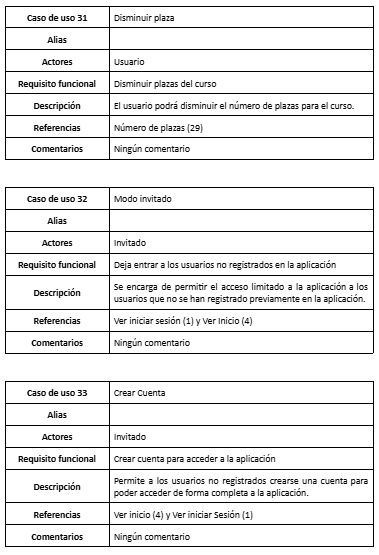 Caso de uso 31 Disminuir plaza
Alias
Actores Usuario
Requisito funcional Disminuir plazas del curso
Descripción El usuario podrá disminuir el número de plazas para el curso.
Referencias Número de plazas (29)
Comentarios Ningún comentario
Caso de uso 32 Modo invitado
Alias
Actores Invitado
Requisito funcional Deja entrar a los usuarios no registrados en la aplicación
Descripción Se encarga de permitir el acceso limitado a la aplicación a los
usuarios que no se han registrado previamente en la aplicación.
Referencias Ver iniciar sesión (1) y Ver Inicio (4)
Comentarios Ningún comentario
Caso de uso 33 Crear Cuenta
Alias
Actores Invitado
Requisito funcional Crear cuenta para acceder a la aplicación
Descripción Permite a los usuarios no registrados crearse una cuenta para
poder acceder de forma completa a la aplicación.
Referencias Ver inicio (4) y Ver iniciar Sesión (1)
Comentarios Ningún comentario